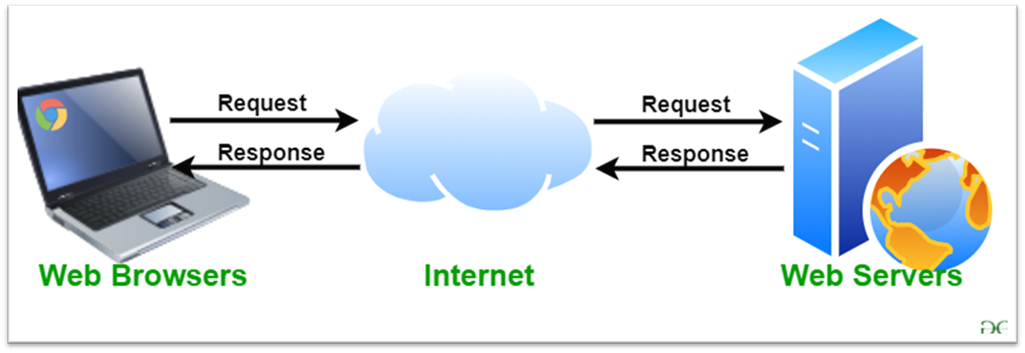 Request
Request
Response
Response
Web Browsers
Internet
Web Servers